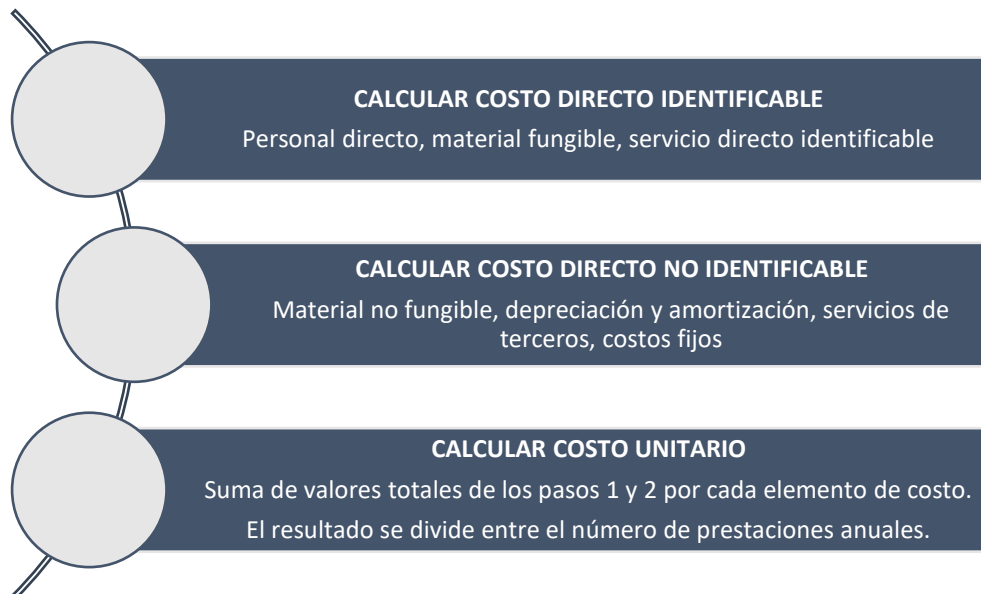 CALCULAR COSTO DIRECTO IDENTIFICABLE
Personal directo, material fungible, servicio directo identificable
CALCULAR COSTO DIRECTO NO IDENTIFICABLE
Material no fungible, depreciación y amortización, servicios de
terceros, costos fijos
CALCULAR COSTO UNITARIO
Suma de valores totales de los pasos 1 y 2 por cada elemento de costo.
El resultado se divide entre el número de prestaciones anuales.